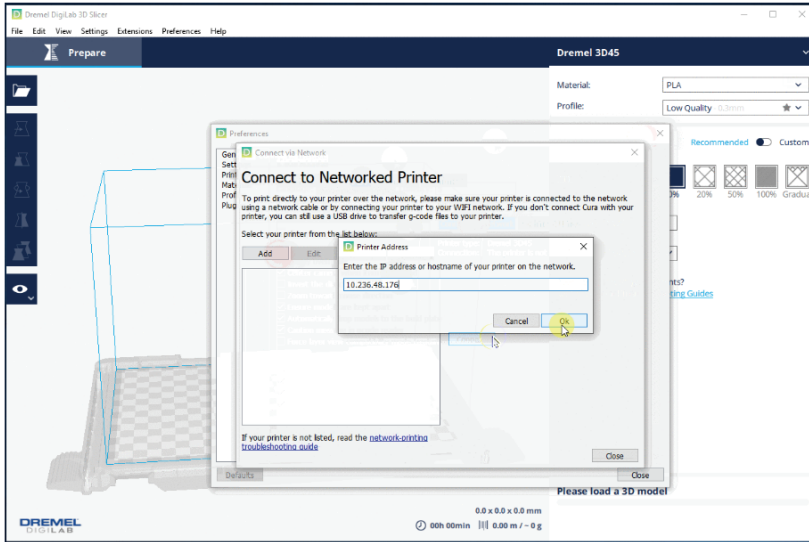 Dremel DigiLab 3D Slicer
File Edit View Settings Extensions Preferences Help
Prepare
Dremel 3D45
Material: PLA
Profile: Low Quality 0.3mm
Recommended Custom
20% 50% 100% Gradua
ting Guides
Preferences
Connect via Network
Connect to Networked Printer
To print directly to your printer over the network, please make sure your printer is connected to the network
using a network cable or by connecting your printer to your WIFI network. If you don't connect Cura with your
printer, you can still use a USB drive to transfer g-code files to your printer.
Select your printer from the list below:
Add Edit
Printer Address
Enter the IP address or hostname of your printer on the network.
10.236.48.176
Cancel Ok
If your printer is not listed, read the network-printing
troubleshooting guide
Close
Defaults Close
Please load a 3D model
0.0 x 0.0 x 0.0 mm
00h 00min 0.00 m / ~ 0 g
DREMEL
DIGILAB